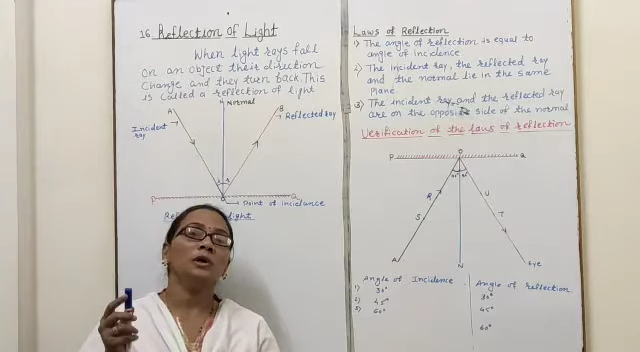 16. Reflection of Light
When light rays fall
on an object their direction
change and they turn back. This
is called a reflection of light
N Normal
A
B
Incident
ray
Reflected ray
i r
P
Q
O
Point of incidence
light
Laws of Reflection
1) The angle of reflection is equal to
angle of incidence
2) The incident ray, the reflected ray
and the normal lie in the same
plane
3) The incident ray and the reflected ray
are on the opposite side of the normal
Verification of the laws of reflection
P
O
Q
R
U
S
T
A
N
Eye
Angle of Incidence
Angle of reflection
1) 30°
30°
2) 45°
45°
3) 60°
60°